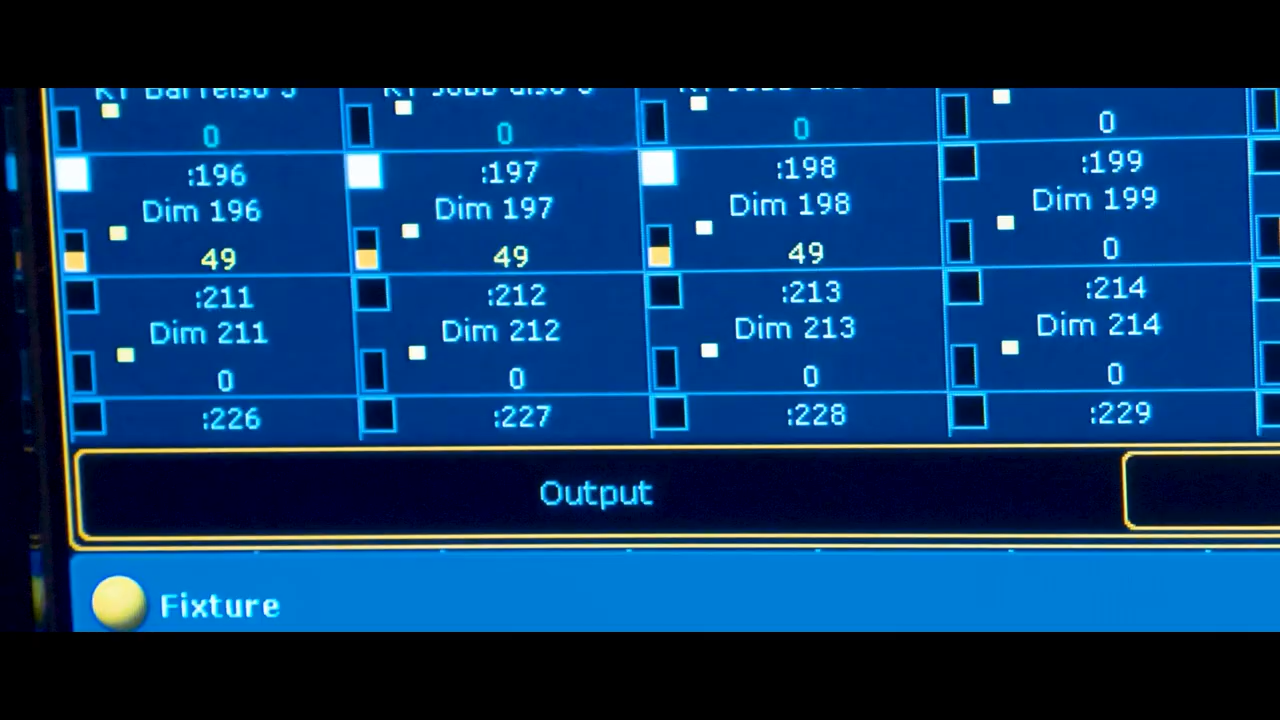 0 0 0 0
:196 :197 :198 :199
Dim 196 Dim 197 Dim 198 Dim 199
49 49 49 0
:211 :212 :213 :214
Dim 211 Dim 212 Dim 213 Dim 214
0 0 0 0
:226 :227 :228 :229
Output
Fixture